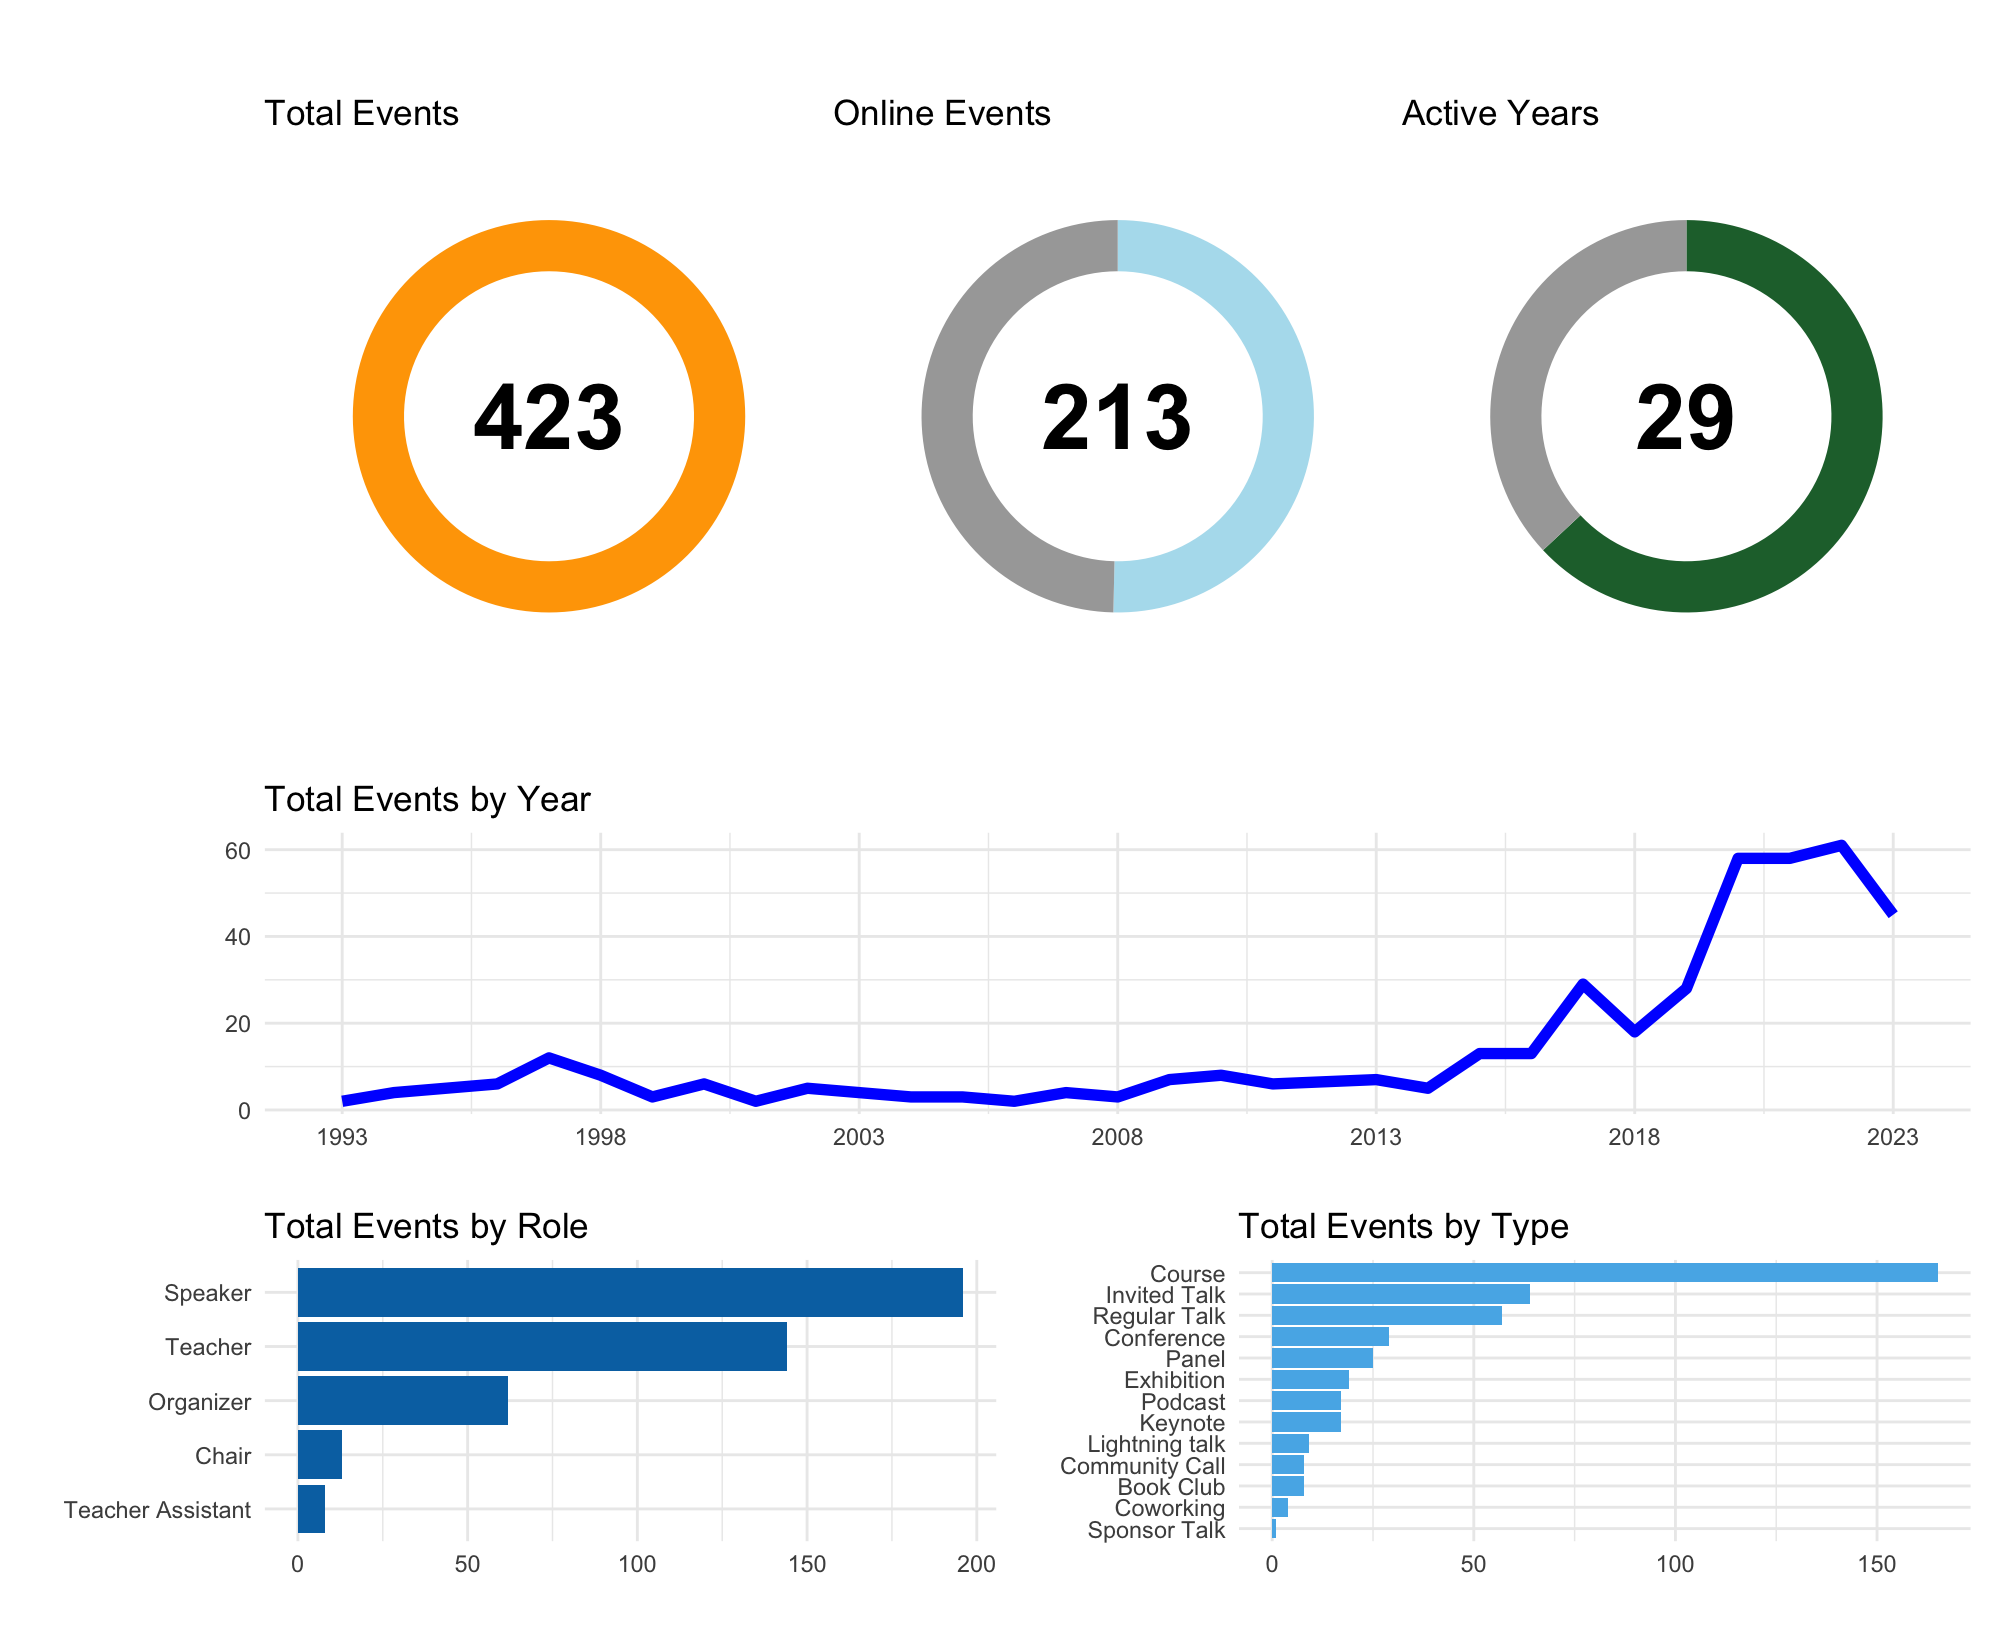 Total Events
Online Events
Active Years
423
213
29
Total Events by Year
60
40
20
0
1993
1998
2003
2008
2013
2018
2023
Total Events by Role
Speaker
Teacher
Organizer
Chair
Teacher Assistant
0
50
100
150
200
Total Events by Type
Course
Invited Talk
Regular Talk
Conference
Panel
Exhibition
Podcast
Keynote
Lightning talk
Community Call
Book Club
Coworking
Sponsor Talk
0
50
100
150